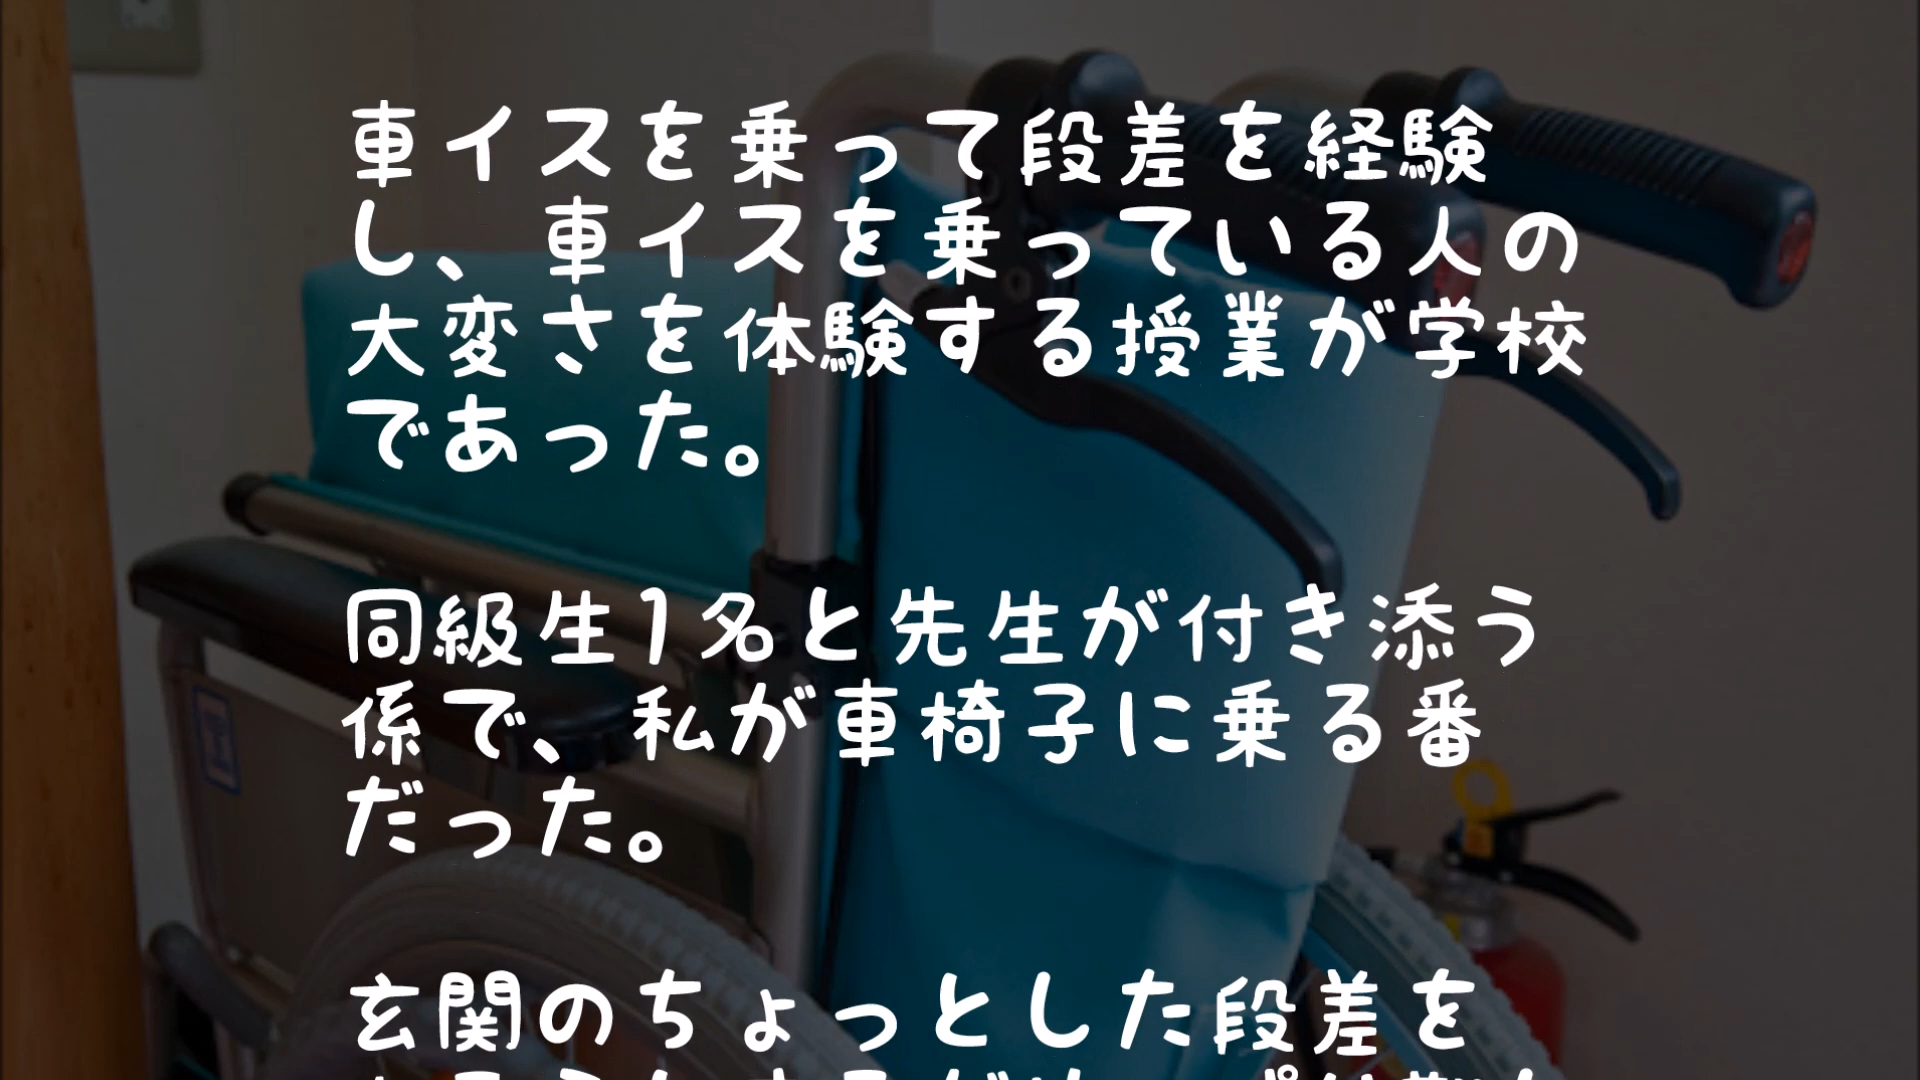 車イスを乗って段差を経験
し、車イスを乗っている人の
大変さを体験する授業が学校
であった。
同級生1名と先生が付き添う
係で、私が車椅子に乗る番
だった。
玄関のちょっとした段差を